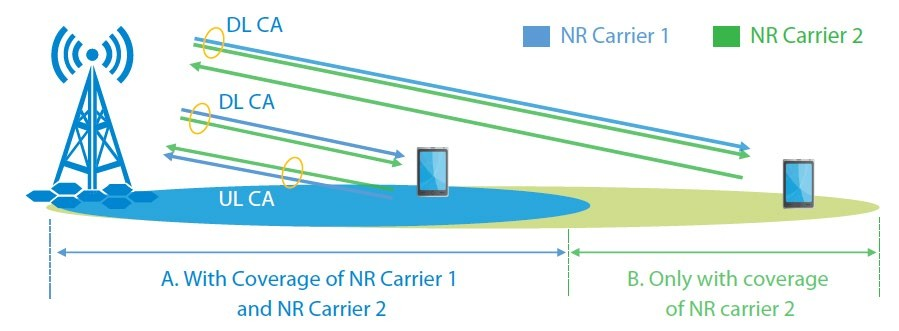 DL CA
NR Carrier 1
NR Carrier 2
DL CA
UL CA
A. With Coverage of NR Carrier 1
and NR Carrier 2
B. Only with coverage
of NR carrier 2